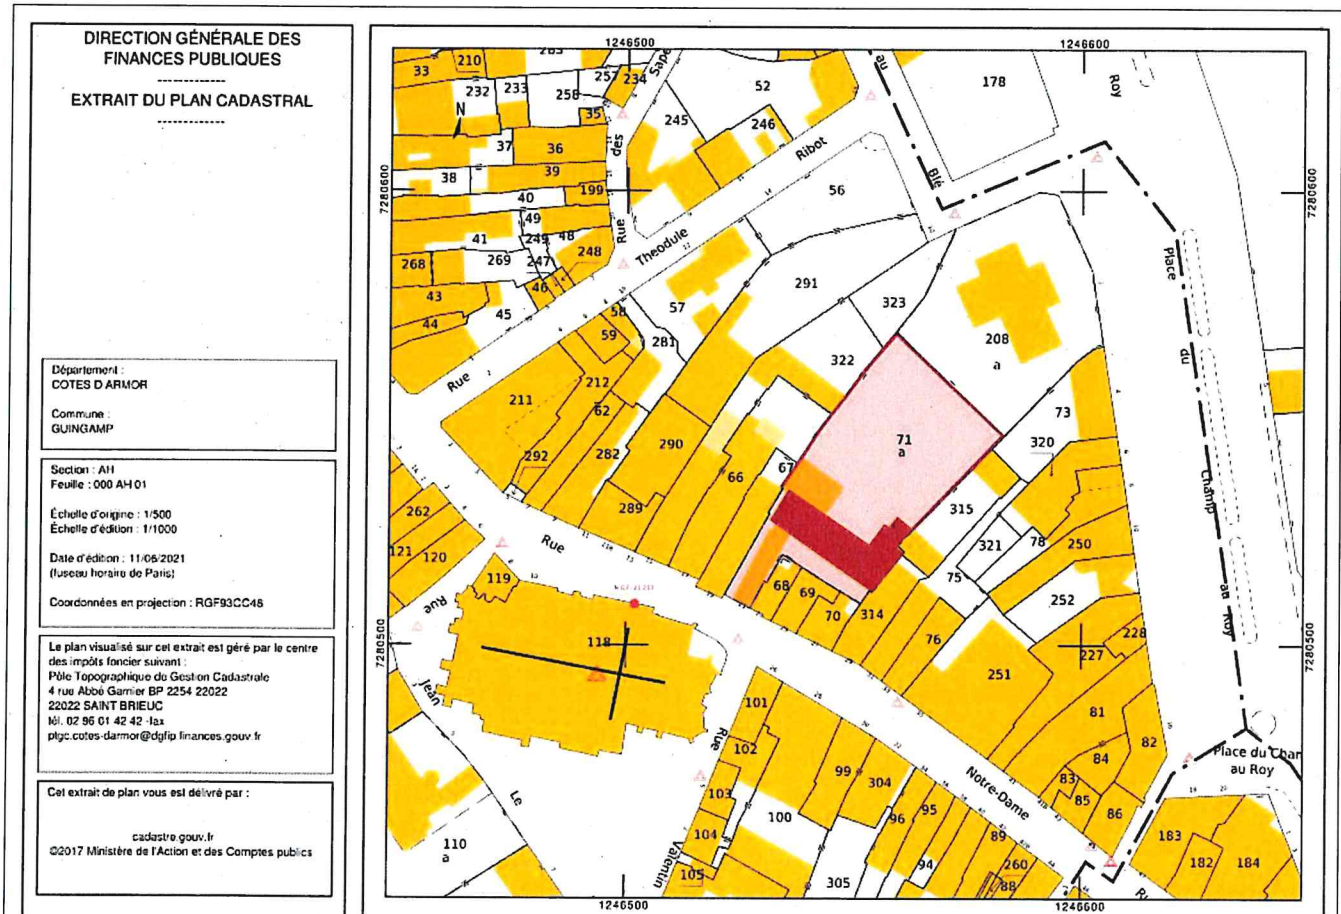 DIRECTION GÉNÉRALE DES
FINANCES PUBLIQUES
-------------
EXTRAIT DU PLAN CADASTRAL
-------------
Département :
COTES D ARMOR
Commune :
GUINGAMP
Section : AH
Feuille : 000 AH 01
Échelle d'origine : 1/500
Échelle d'édition : 1/1000
Date d'édition : 11/06/2021
(fuseau horaire de Paris)
Coordonnées en projection : RGF93CC48
Le plan visualisé sur cet extrait est géré par le centre
des impôts foncier suivant :
Pôle Topographique de Gestion Cadastrale
4 rue Abbé Garnier BP 2254 22022
22022 SAINT BRIEUC
tél. 02 96 01 42 42 -fax
ptgc.cotes-darmor@dgfip.finances.gouv.fr
Cet extrait de plan vous est délivré par :
cadastre.gouv.fr
©2017 Ministère de l'Action et des Comptes publics
1246500
1246600
33
210
232
233
258
257
234
35
Sape
52
au
178
Roy
N
245
246
37
36
des
Ribot
38
39
199
Blé
7280600
7280600
40
56
49
41
249
48
Rue
Theodule
268
269
247
248
Place
43
46
291
44
45
57
58
323
59
281
208
a
du
Rue
212
322
211
62
73
71
a
320
290
292
282
66
67
Champ
262
289
315
121
120
Rue
321
78
250
119
75
252
68
69
70
314
au
Rue
118
76
228
Roy
7280500
7280500
227
251
Jean
101
81
Rue
102
82
Place du Cham
au Roy
84
99
304
Notre-Dame
83
103
85
Le
100
96
95
86
110
a
104
89
183
Valentin
94
260
182
184
105
305
88
1246500
1246600